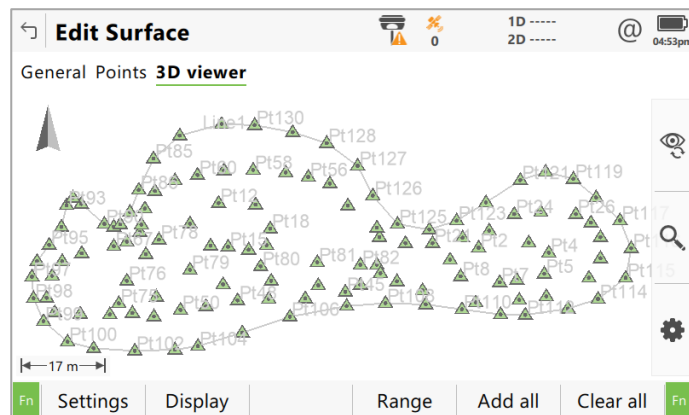 Edit Surface
0
1D -----
2D -----
@
04:53pm
General Points 3D viewer
Line1 Pt130
Pt128
Pt85
Pt127
Pt58
Pt56
Pt121
Pt119
Pt93
Pt126
Pt12
Pt24
Pt26
Pt123
Pt125
Pt18
Pt95
Pt78
Pt15
Pt2
Pt4
Pt79
Pt80
Pt81
Pt82
Pt97
Pt76
Pt8
Pt7
Pt5
Pt115
Pt98
Pt114
Pt106
Pt110
Pt100
Pt102
Pt104
17 m
Fn Settings Display Range Add all Clear all Fn